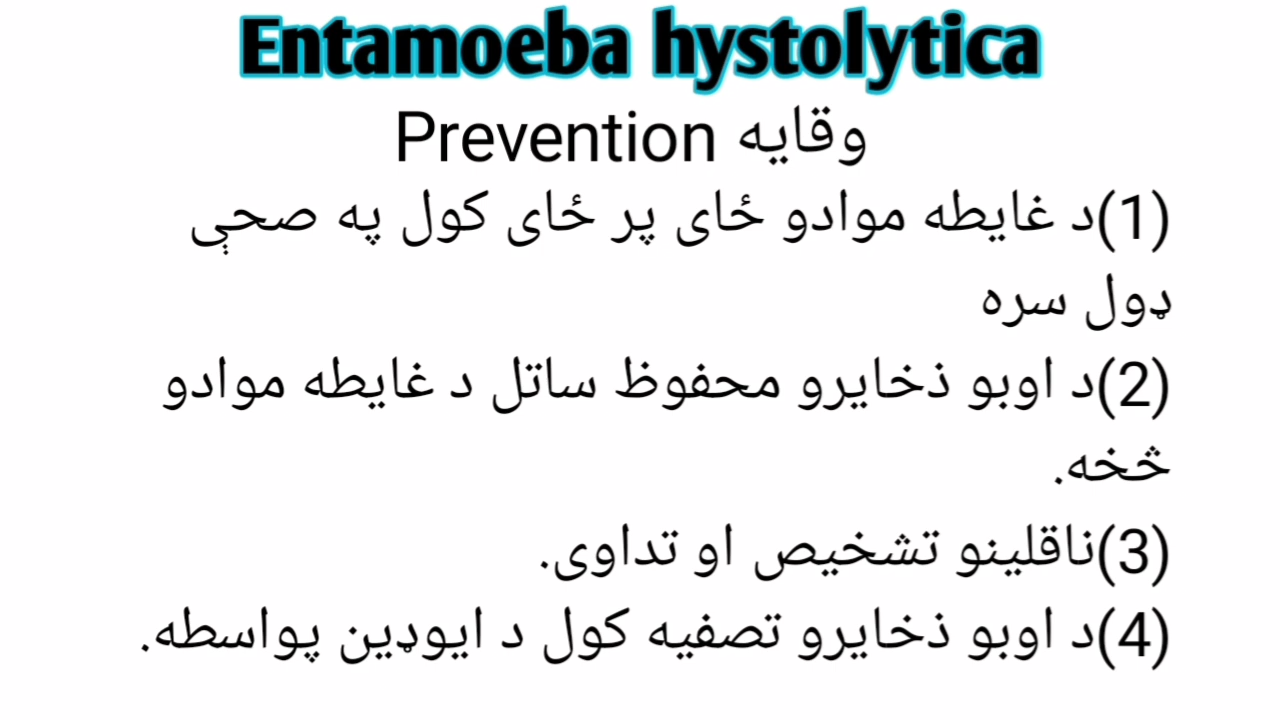 Entamoeba hystolytica
وقایه Prevention
(1)د غایطه موادو ځای پر ځای کول په صحې
ډول سره
(2)د اوبو ذخایرو محفوظ ساتل د غایطه موادو
څخه.
(3)ناقلینو تشخیص او تداوی.
(4)د اوبو ذخایرو تصفیه کول د ایوډین پواسطه.